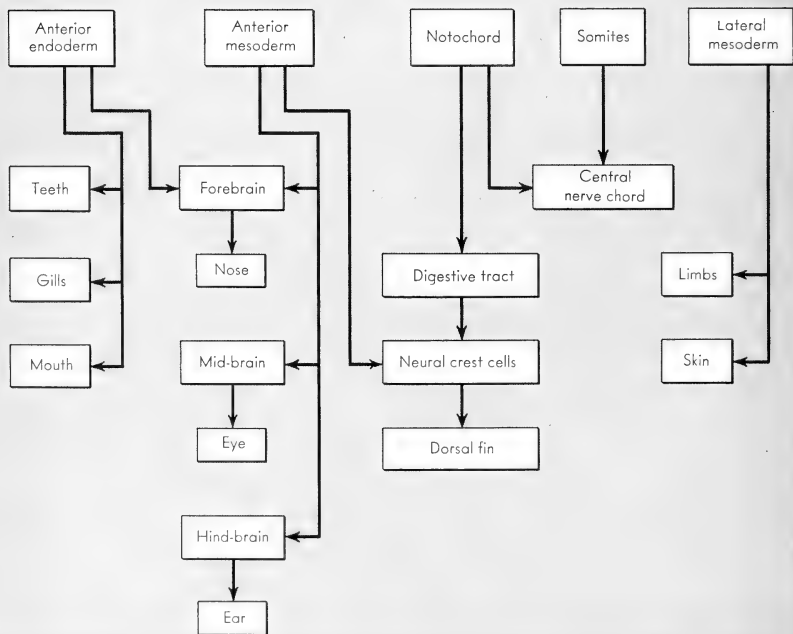 Anterior
endoderm
Anterior
mesoderm
Notochord
Somites
Lateral
mesoderm
Teeth
Forebrain
Central
nerve chord
Nose
Gills
Digestive tract
Limbs
Mouth
Mid-brain
Neural crest cells
Skin
Eye
Dorsal fin
Hind-brain
Ear